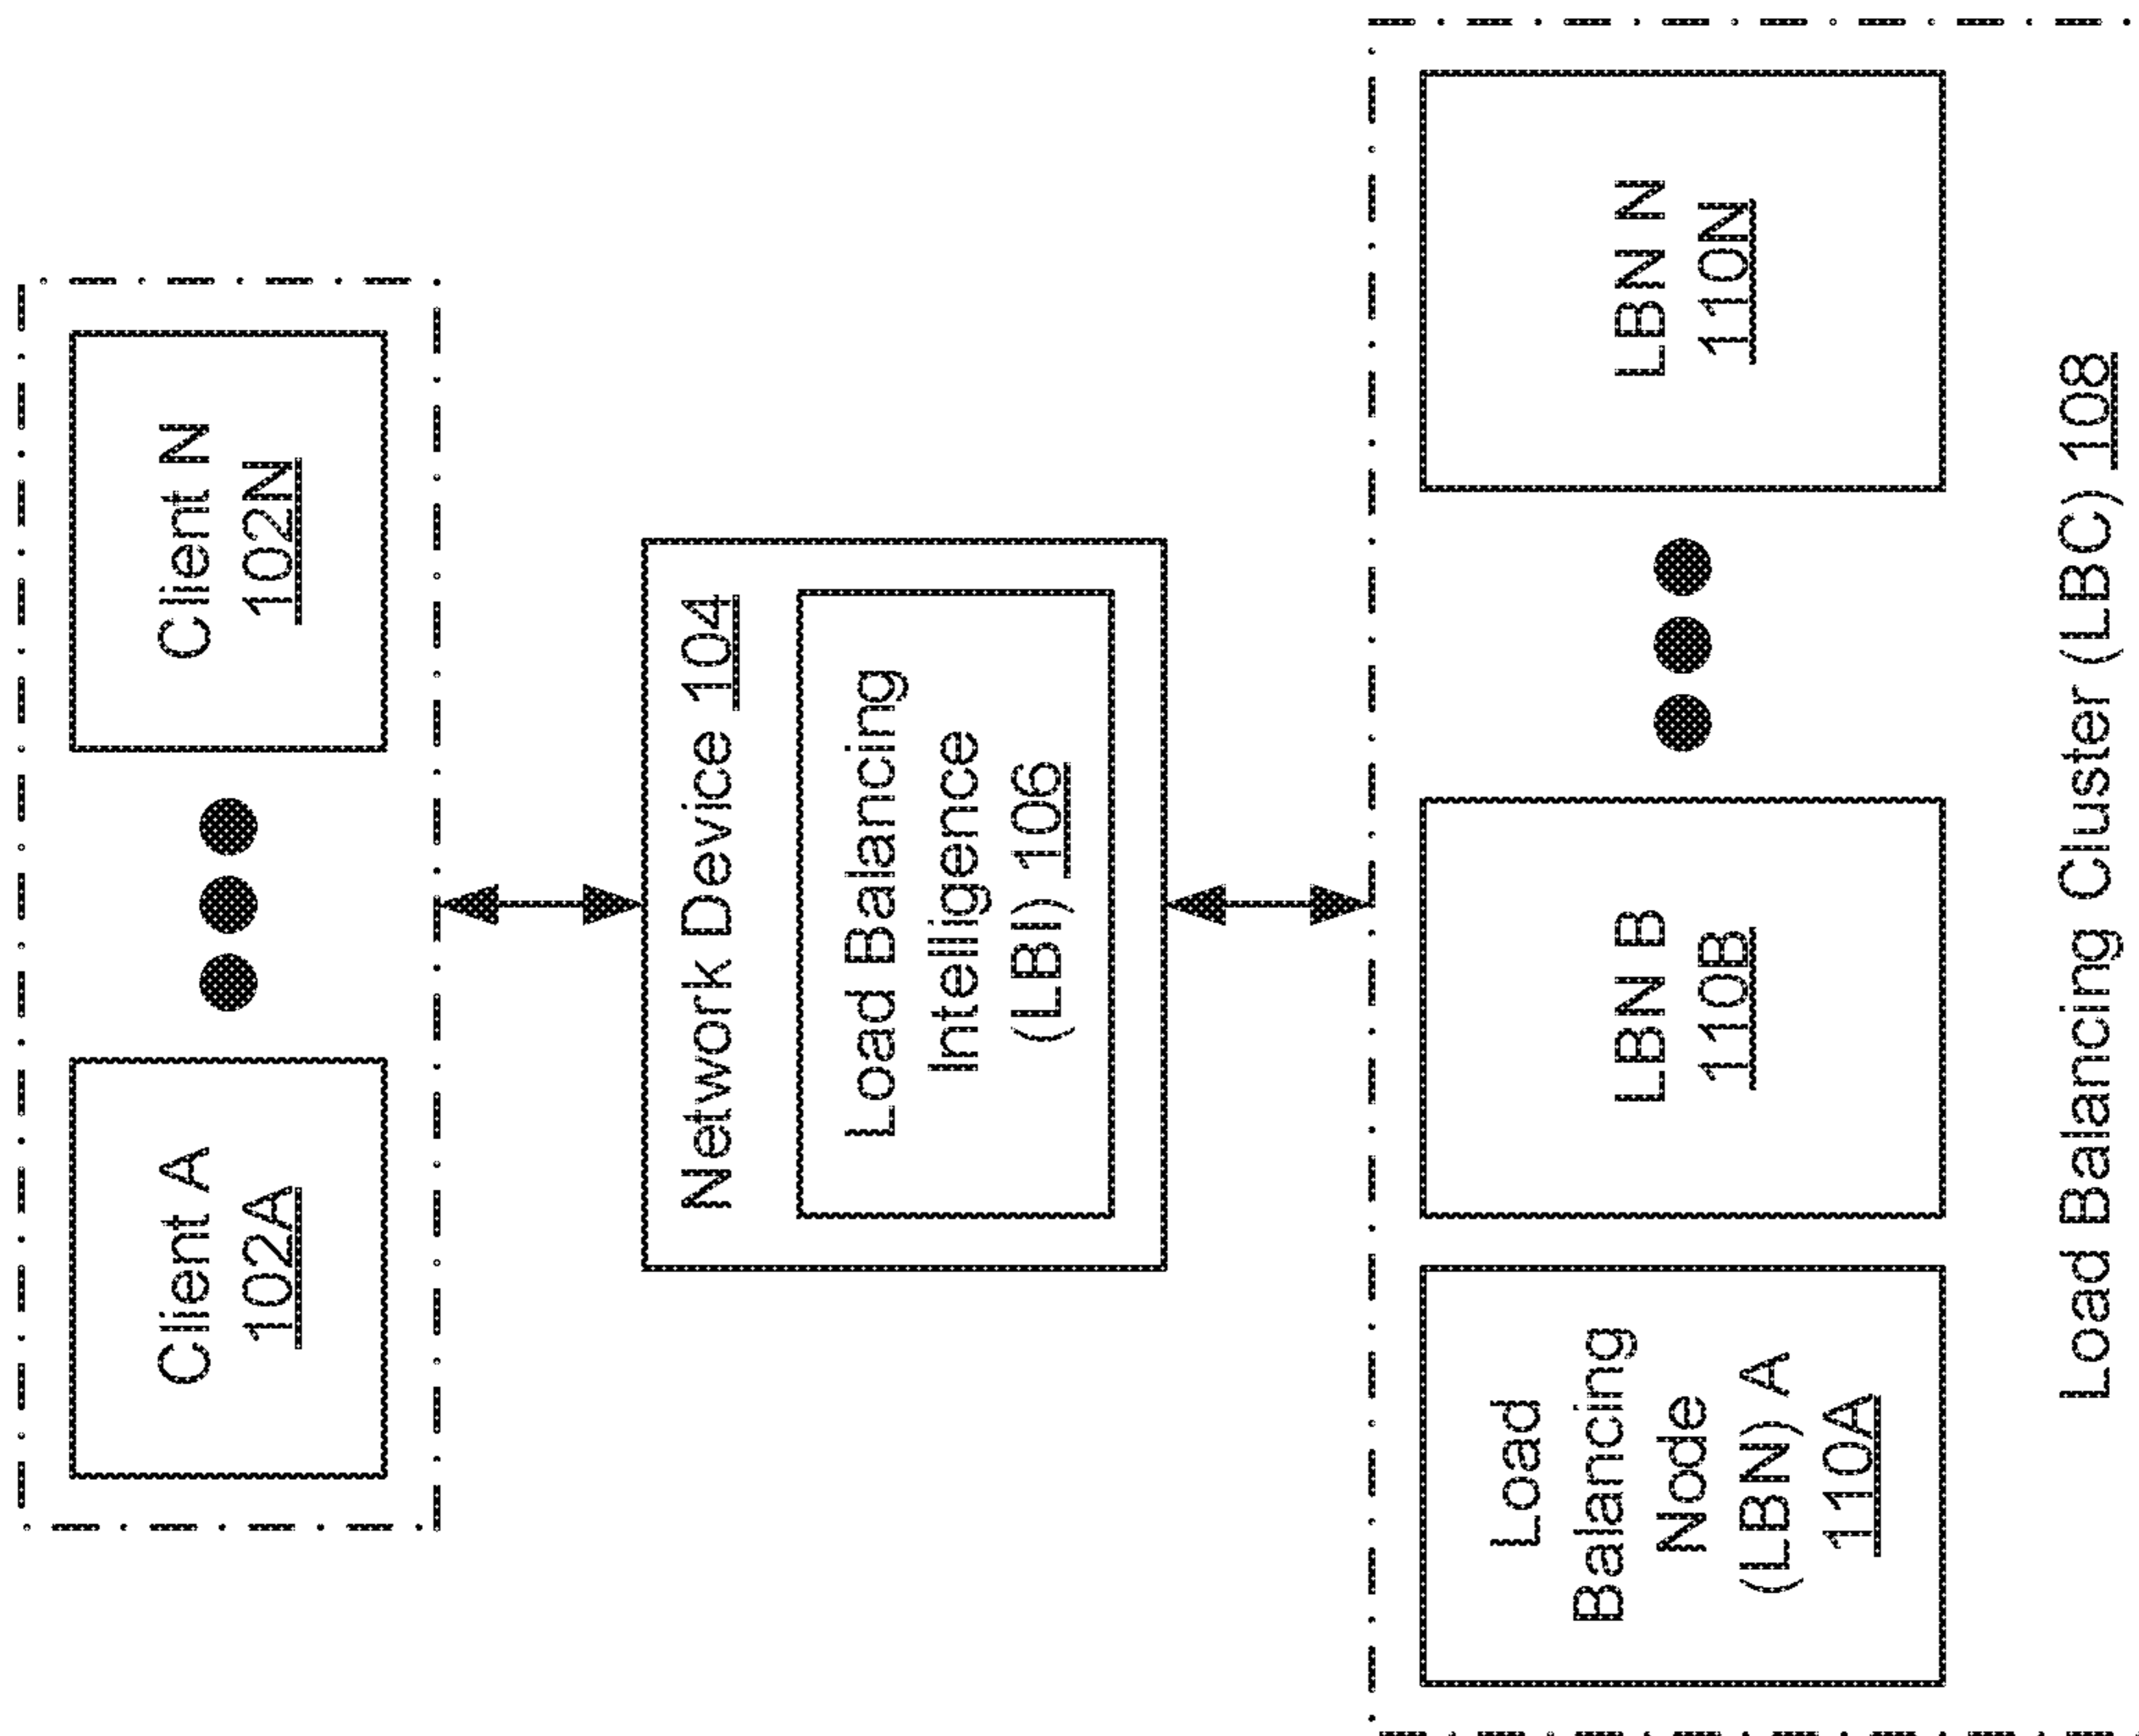 Client A
102A
Client N
102N
Network Device 104
Load Balancing
Intelligence
(LBI) 106
Load
Balancing
Node
(LBN) A
110A
LBN B
110B
LBN N
110N
Load Balancing Cluster (LBC) 108